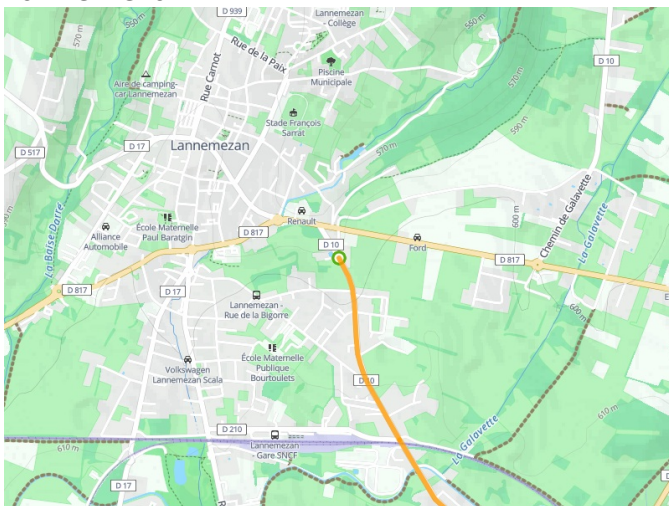 D 939
Lannemezan
- Collège
550 m
560 m
570 m
Rue de la Paix
Rue Carnot
Piscine
Municipale
D 10
Aire de camping-
car Lannemezan
570 m
Stade François
Sarrat
590 m
Lannemezan
D 17
570 m
D 517
600 m
Chemin de Galavette
La Galavette
École Maternelle
Paul Baratgin
Renault
Alliance
Automobile
D 817
D 10
Ford
La Baïse Darré
D 817
D 817
D 17
Lannemezan -
Rue de la Bigorre
600 m
École Maternelle
Publique
Bourtoulets
Volkswagen
Lannemezan Scala
D 10
610 m
D 210
Lannemezan
- Gare SNCF
610 m
La Galavette
D 17